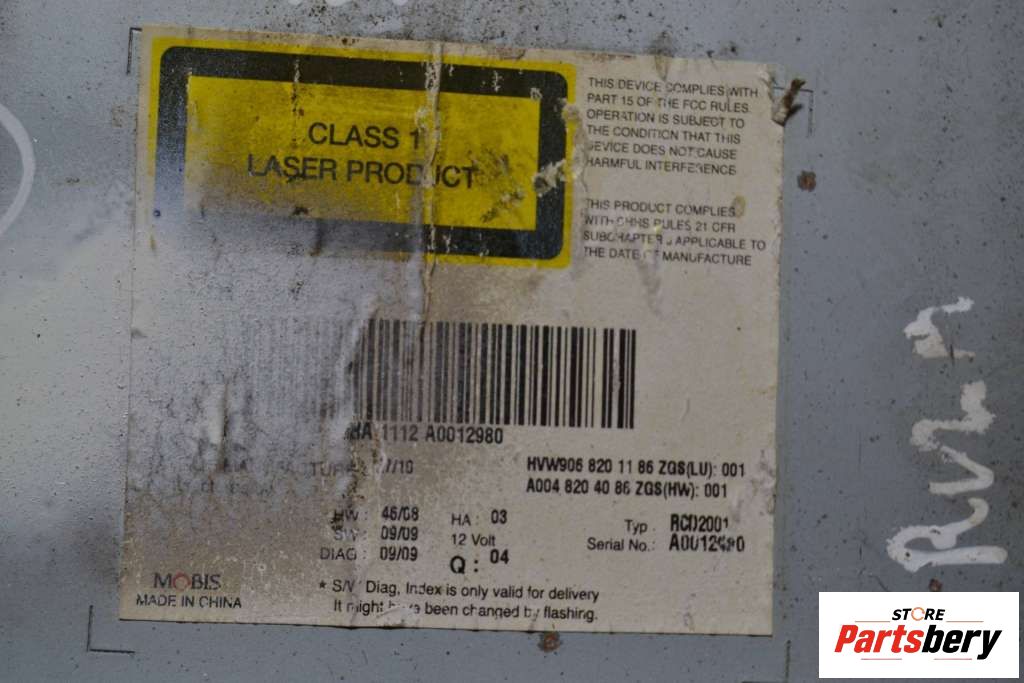 CLASS 1
LASER PRODUCT
THIS DEVICE COMPLIES WITH
PART 15 OF THE FCC RULES.
OPERATION IS SUBJECT TO
THE CONDITION THAT THIS
DEVICE DOES NOT CAUSE
HARMFUL INTERFERENCE
THIS PRODUCT COMPLIES
WITH DHHS RULES 21 CFR
SUBCHAPTER J APPLICABLE TO
THE DATE OF MANUFACTURE
HA 1112 A0012980
HVW906 820 11 86 ZGS(LU): 001
A004 820 40 86 ZGS(HW): 001
HW : 46/08 HA : 03 Typ : RCD2001
SW : 09/09 12 Volt Serial No.:
DIAG : 09/09 Q : 04
MOBIS
MADE IN CHINA
* S/W Diag, Index is only valid for delivery
It might have been changed by flashing.
STORE
Partsbery